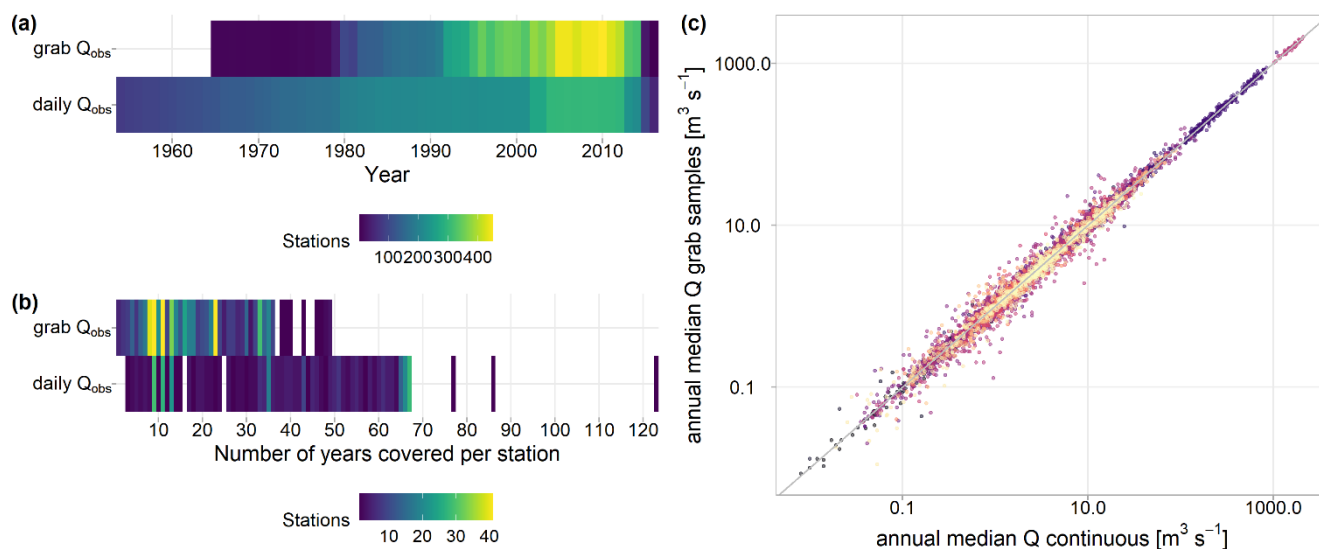 (a)
grab Qobs
daily Qobs
1960 1970 1980 1990 2000 2010
Year
Stations
100200300400
(b)
grab Qobs
daily Qobs
10 20 30 40 50 60 70 80 90 100 110 120
Number of years covered per station
Stations
10 20 30 40
(c)
annual median Q grab samples [m³ s⁻¹]
1000.0
10.0
0.1
0.1 10.0 1000.0
annual median Q continuous [m³ s⁻¹]